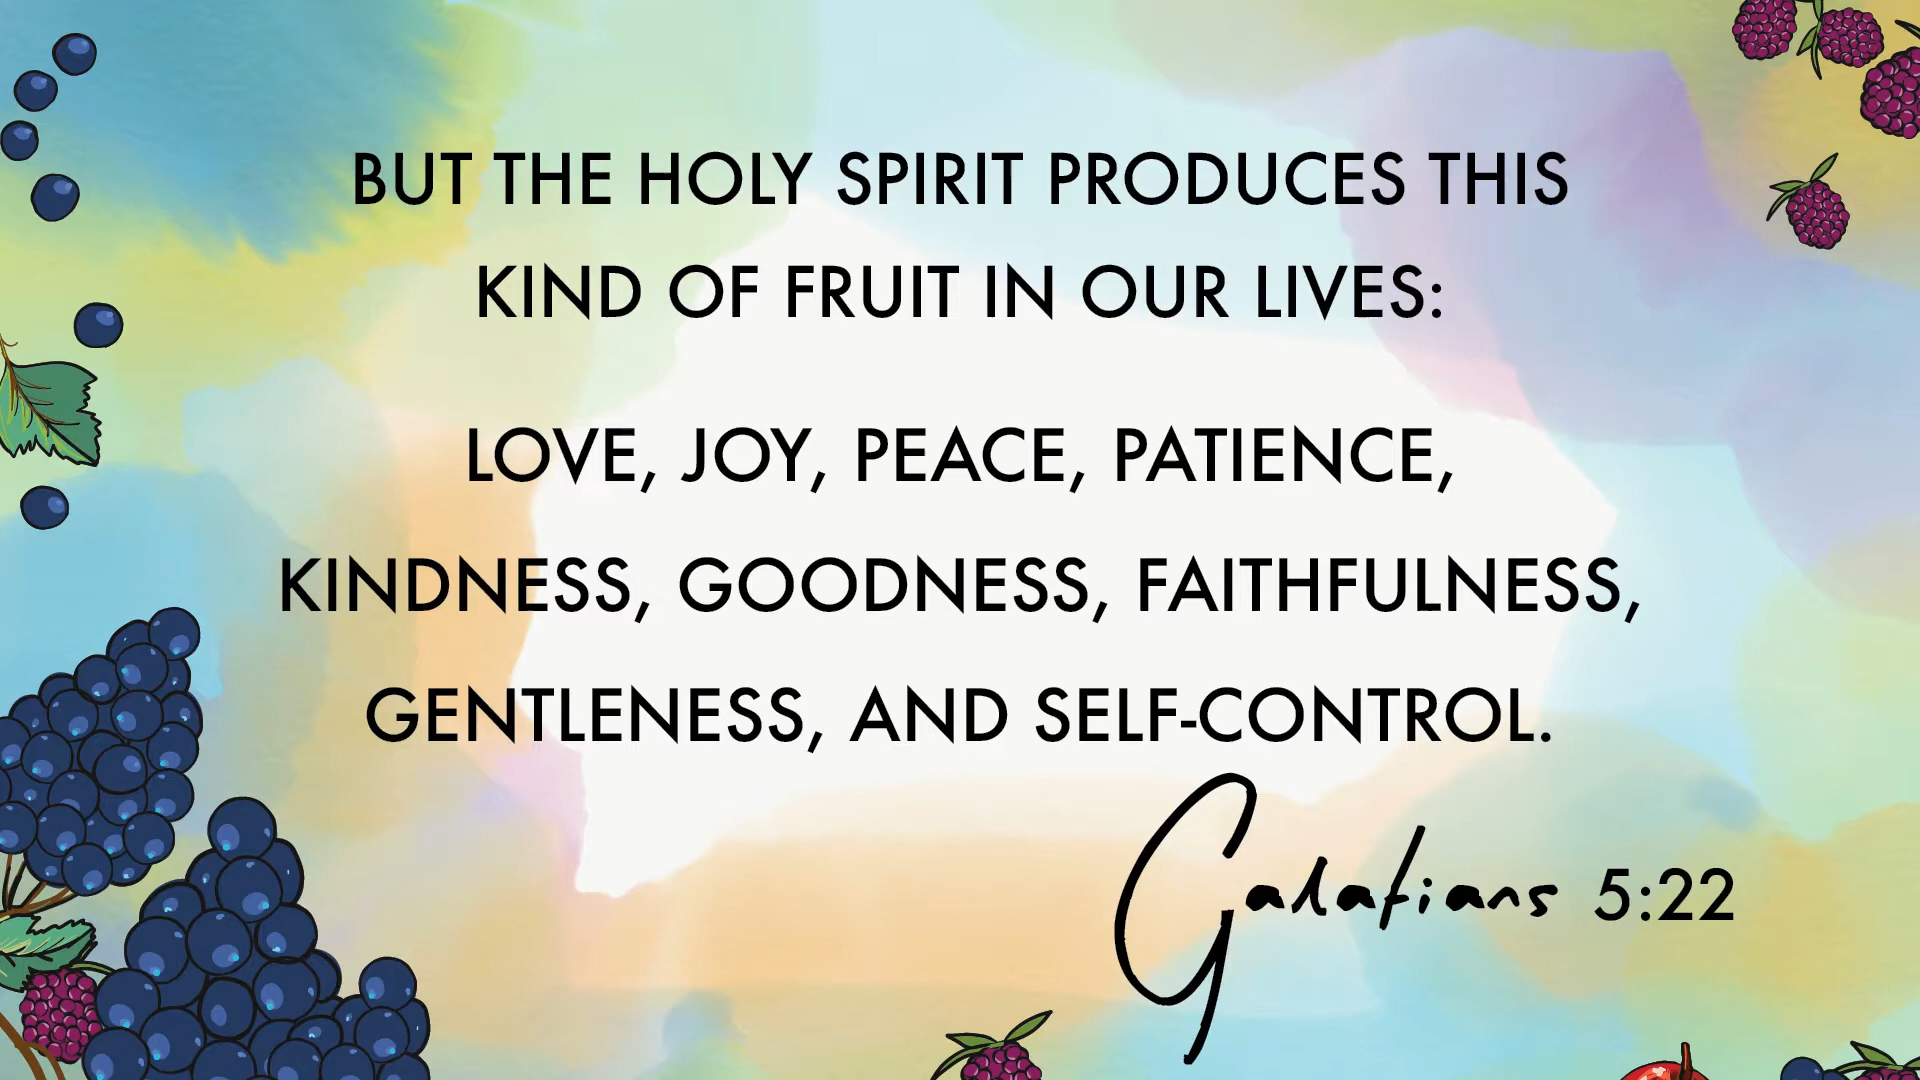 BUT THE HOLY SPIRIT PRODUCES THIS
KIND OF FRUIT IN OUR LIVES:
LOVE, JOY, PEACE, PATIENCE,
KINDNESS, GOODNESS, FAITHFULNESS,
GENTLENESS, AND SELF-CONTROL.
Galatians 5:22